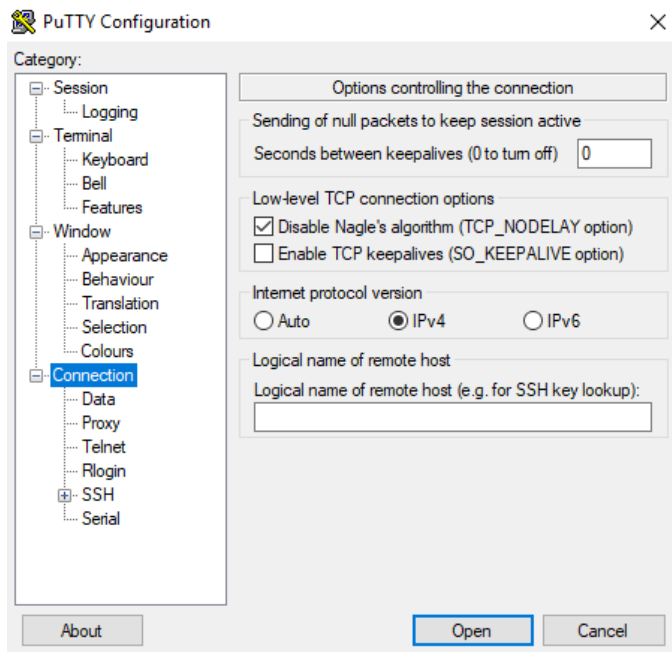 PuTTY Configuration
Category:
Session
Logging
Terminal
Keyboard
Bell
Features
Window
Appearance
Behaviour
Translation
Selection
Colours
Connection
Data
Proxy
Telnet
Rlogin
SSH
Serial
Options controlling the connection
Sending of null packets to keep session active
Seconds between keepalives (0 to turn off) 0
Low-level TCP connection options
Disable Nagle's algorithm (TCP_NODELAY option)
Enable TCP keepalives (SO_KEEPALIVE option)
Internet protocol version
Auto IPv4 IPv6
Logical name of remote host
Logical name of remote host (e.g. for SSH key lookup):
About Open Cancel